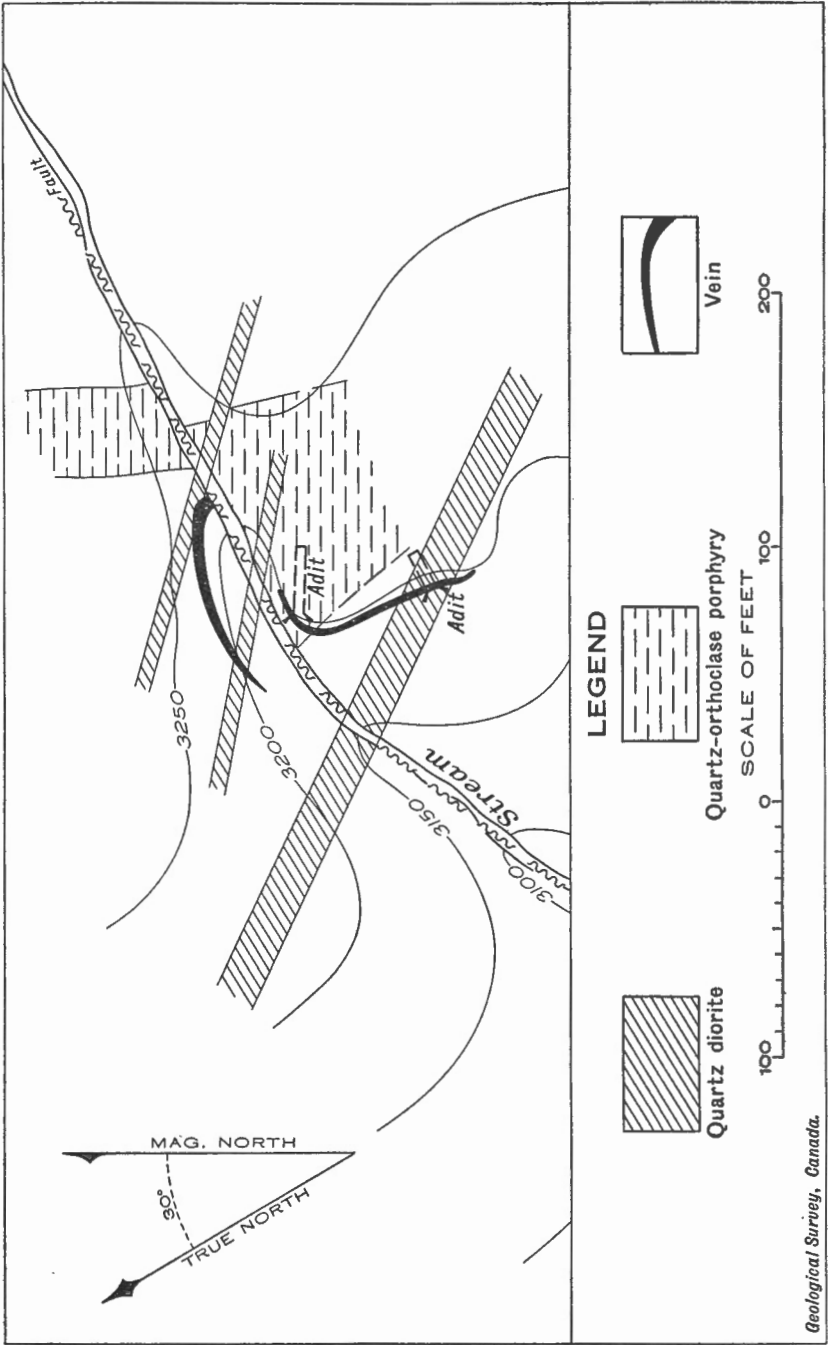 MAG. NORTH
30°
TRUE NORTH
Fault
3250
3200
3150
3100
Stream
Adit
Adit
LEGEND
Quartz diorite
Quartz-orthoclase porphyry
Vein
SCALE OF FEET
100 0 100 200
Geological Survey, Canada.